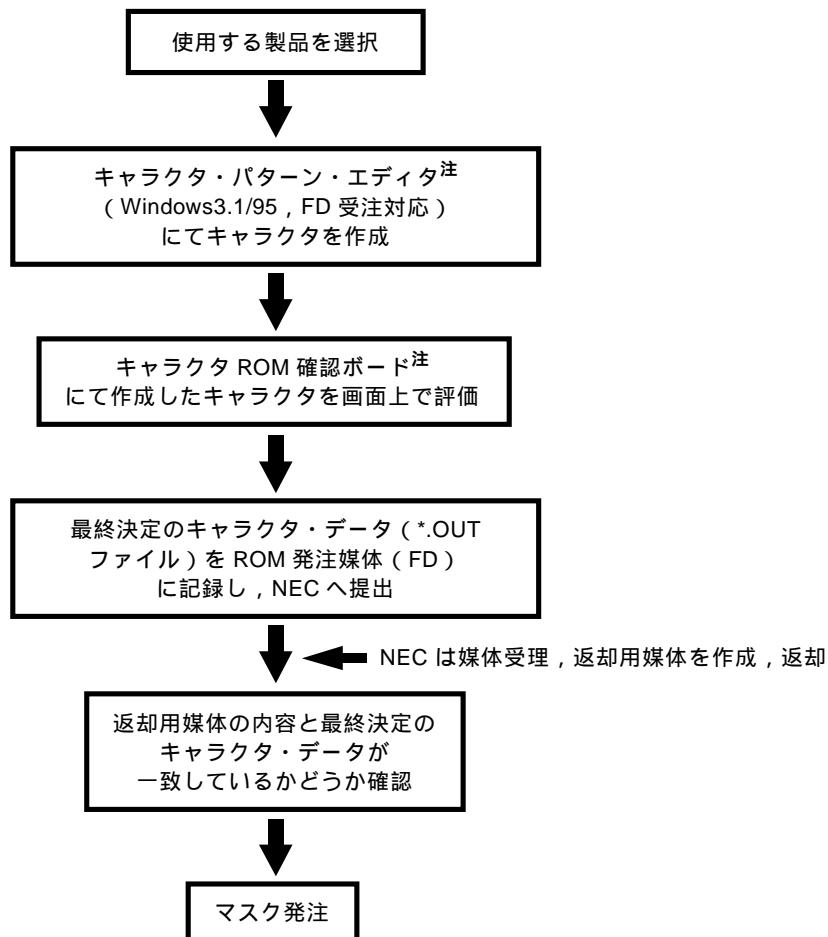 使用する製品を選択
キャラクタ・パターン・エディタ注
（Windows3.1/95，FD 受注対応）
にてキャラクタを作成
キャラクタ ROM 確認ボード注
にて作成したキャラクタを画面上で評価
最終決定のキャラクタ・データ（*.OUT
ファイル）を ROM 発注媒体（FD）
に記録し，NEC へ提出
NEC は媒体受理，返却用媒体を作成，返却
返却用媒体の内容と最終決定の
キャラクタ・データが
一致しているかどうか確認
マスク発注